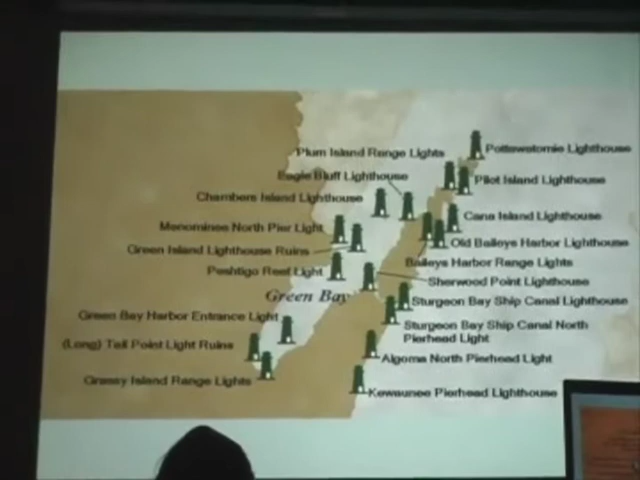 Plum Island Range Lights
Pottawatomie Lighthouse
Eagle Bluff Lighthouse
Pilot Island Lighthouse
Chambers Island Lighthouse
Cana Island Lighthouse
Menominee North Pier Light
Old Baileys Harbor Lighthouse
Green Island Lighthouse Ruins
Baileys Harbor Range Lights
Peshtigo Reef Light
Sherwood Point Lighthouse
Green Bay
Sturgeon Bay Ship Canal Lighthouse
Green Bay Harbor Entrance Light
Sturgeon Bay Ship Canal North
Pierhead Light
(Long) Tail Point Light Ruins
Algoma North Pierhead Light
Grassy Island Range Lights
Kewaunee Pierhead Lighthouse